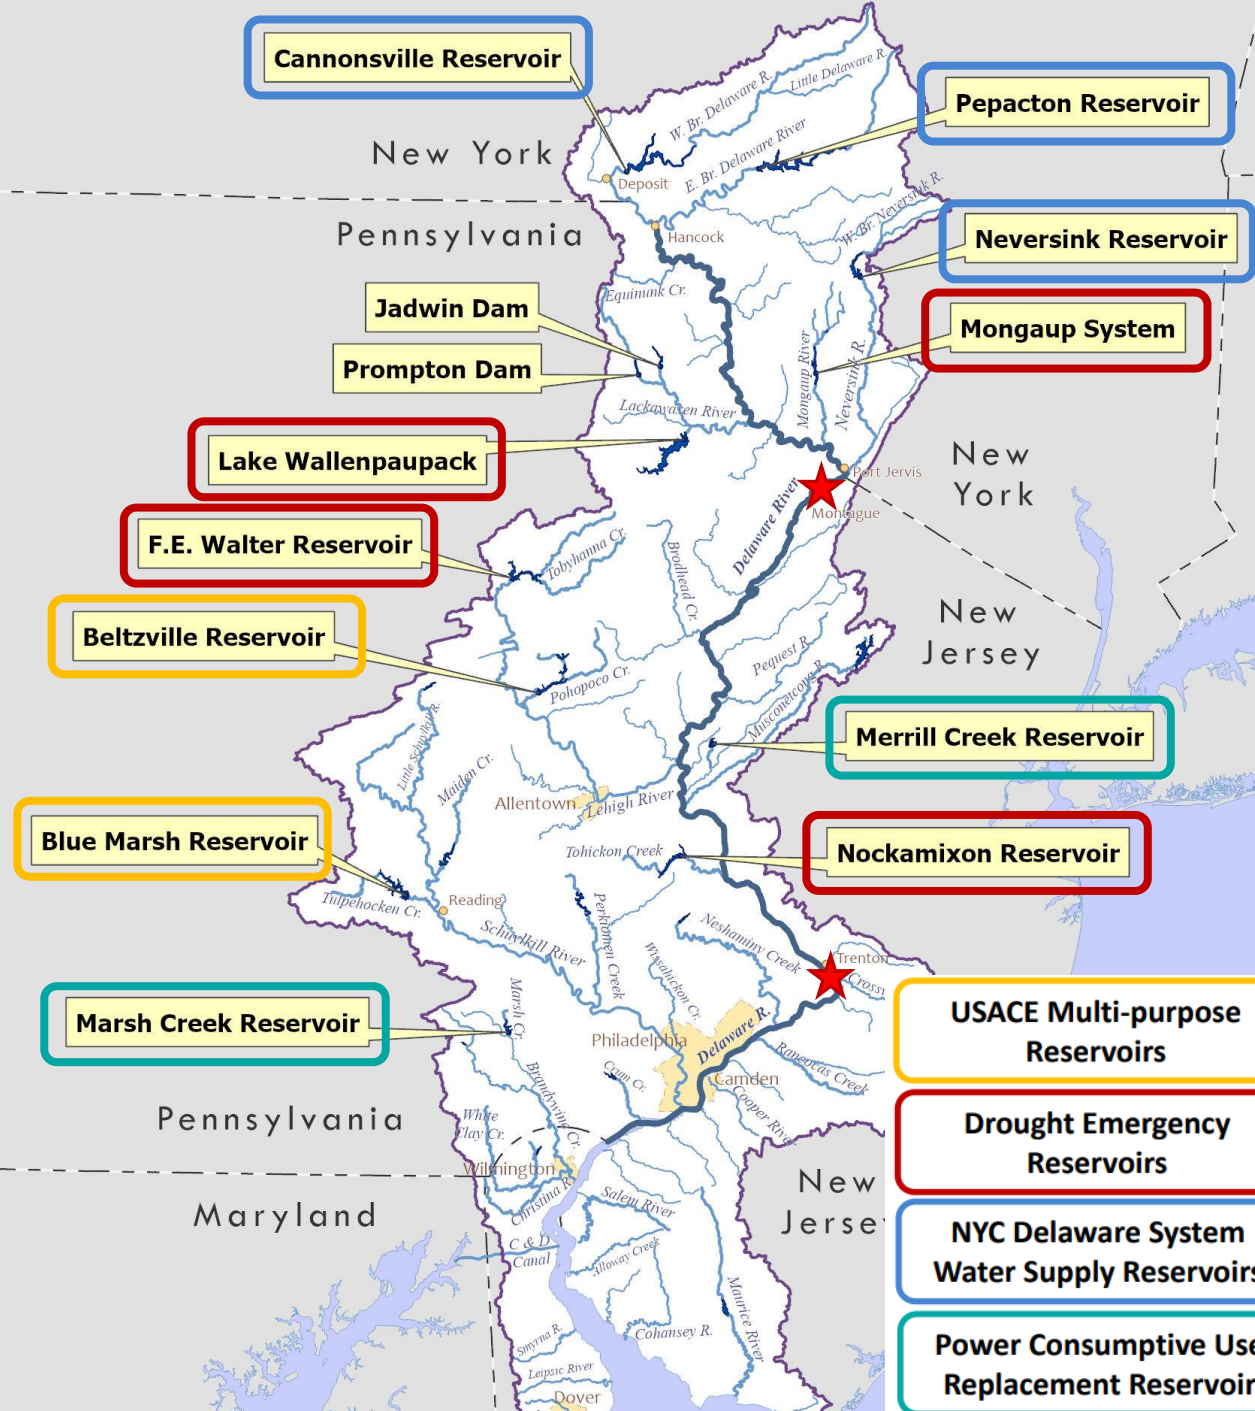 Cannonsville Reservoir
W. Br. Delaware R.
Little Delaware R.
Pepacton Reservoir
New York
E. Br. Delaware River
Deposit
W. Br. Neversink R.
Pennsylvania
Hancock
Neversink Reservoir
Equinunk Cr.
Jadwin Dam
Mongaup System
Prompton Dam
Mongaup River
Neversink R.
Lackawaxen River
Lake Wallenpaupack
New
York
Port Jervis
Montague
Delaware River
F.E. Walter Reservoir
Tobyhanna Cr.
Brodhead Cr.
New
Jersey
Beltzville Reservoir
Pohopoco Cr.
Pequest R.
Musconetcong R.
Little Schuylkill R.
Merrill Creek Reservoir
Maiden Cr.
Allentown
Lehigh River
Blue Marsh Reservoir
Tohickon Creek
Nockamixon Reservoir
Tulpehocken Cr.
Reading
Schuylkill River
Perkiomen Creek
Wissahickon Cr.
Neshaminy Creek
Trenton
Marsh Creek Reservoir
Marsh Cr.
Philadelphia
Delaware R.
Camden
Rancocas Creek
Cooper River
Crum Cr.
Brandywine Cr.
Pennsylvania
White
Clay Cr.
Wilmington
Christina R.
Maryland
New
Jerse
Salem River
C & D
Canal
Alloway Creek
Maurice River
Cohansey R.
Smyrna R.
Leipsic River
Dover
USACE Multi-purpose
Reservoirs
Drought Emergency
Reservoirs
NYC Delaware System
Water Supply Reservoirs
Power Consumptive Use
Replacement Reservoir